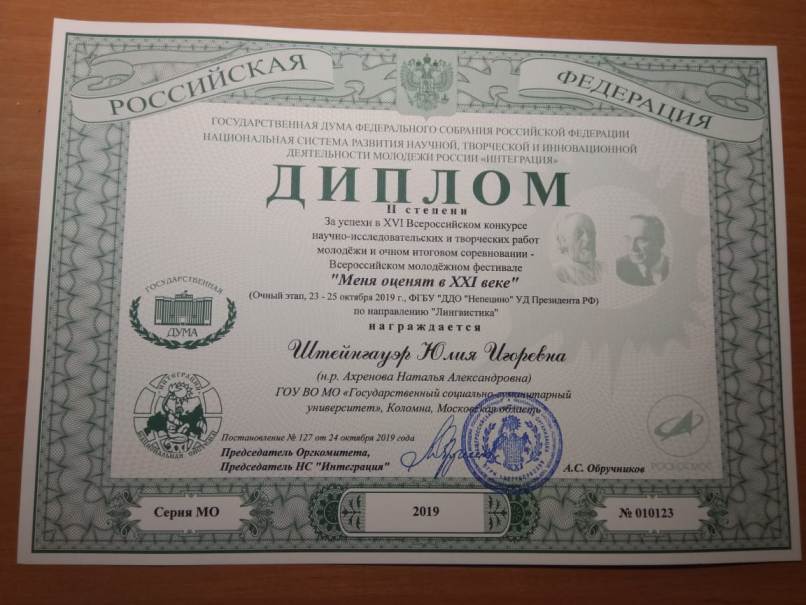 РОССИЙСКАЯ
ФЕДЕРАЦИЯ
ГОСУДАРСТВЕННАЯ ДУМА ФЕДЕРАЛЬНОГО СОБРАНИЯ РОССИЙСКОЙ ФЕДЕРАЦИИ
НАЦИОНАЛЬНАЯ СИСТЕМА РАЗВИТИЯ НАУЧНОЙ, ТВОРЧЕСКОЙ И ИННОВАЦИОННОЙ
ДЕЯТЕЛЬНОСТИ МОЛОДЕЖИ РОССИИ «ИНТЕГРАЦИЯ»
ДИПЛОМ
II степени
За успехи в XVI Всероссийском конкурсе
научно-исследовательских и творческих работ
молодёжи и очном итоговом соревновании -
Всероссийском молодёжном фестивале
"Меня оценят в XXI веке"
(Очный этап, 23 - 25 октября 2019 г., ФГБУ "ДДО "Непецино" УД Президента РФ)
по направлению "Лингвистика"
награждается
ГОСУДАРСТВЕННАЯ
ДУМА
Штейнгауэр Юлия Игоревна
(н.р. Ахренова Наталья Александровна)
ГОУ ВО МО «Государственный социально-гуманитарный
университет», Коломна, Московская область
ИНТЕГРАЦИЯ
Постановление № 127 от 24 октября 2019 года
Председатель Оргкомитета,
Председатель НС "Интеграция"
А.С. Обручников
РОСКОСМОС
Серия МО
2019
№ 010123